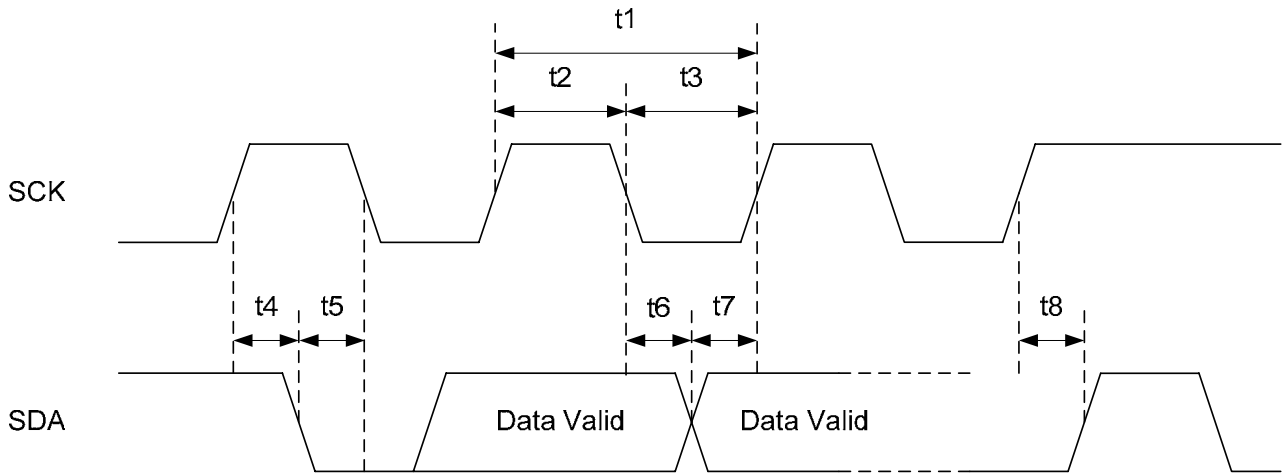 t1
t2 t3
SCK
t4 t5 t6 t7 t8
SDA Data Valid Data Valid